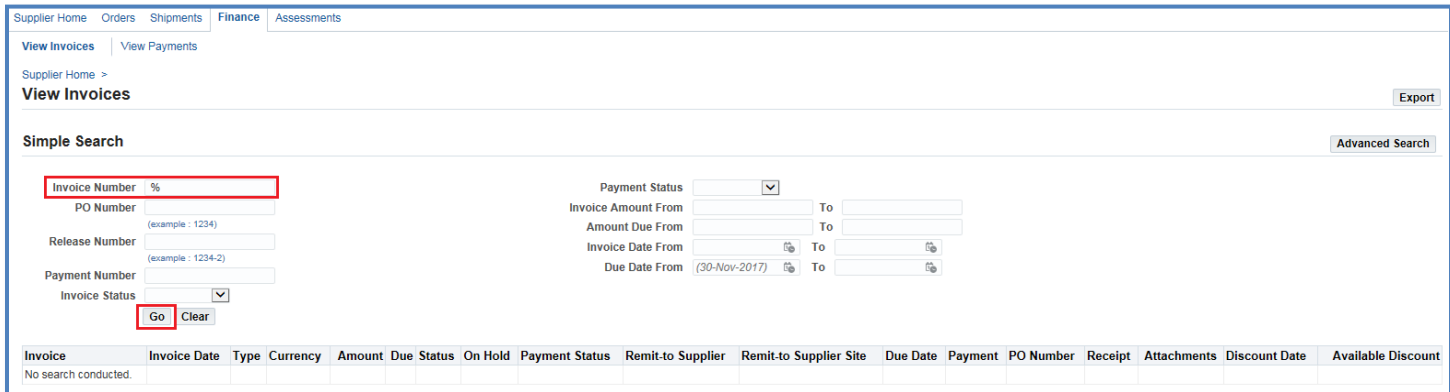 Supplier Home Orders Shipments Finance Assessments
View Invoices View Payments
Supplier Home >
View Invoices
Export
Simple Search
Advanced Search
Invoice Number %
Payment Status
PO Number
(example : 1234)
Invoice Amount From To
Amount Due From To
Release Number
(example : 1234-2)
Invoice Date From To
Due Date From (30-Nov-2017) To
Payment Number
Invoice Status
Go Clear
Invoice Invoice Date Type Currency Amount Due Status On Hold Payment Status Remit-to Supplier Remit-to Supplier Site Due Date Payment PO Number Receipt Attachments Discount Date Available Discount
No search conducted.